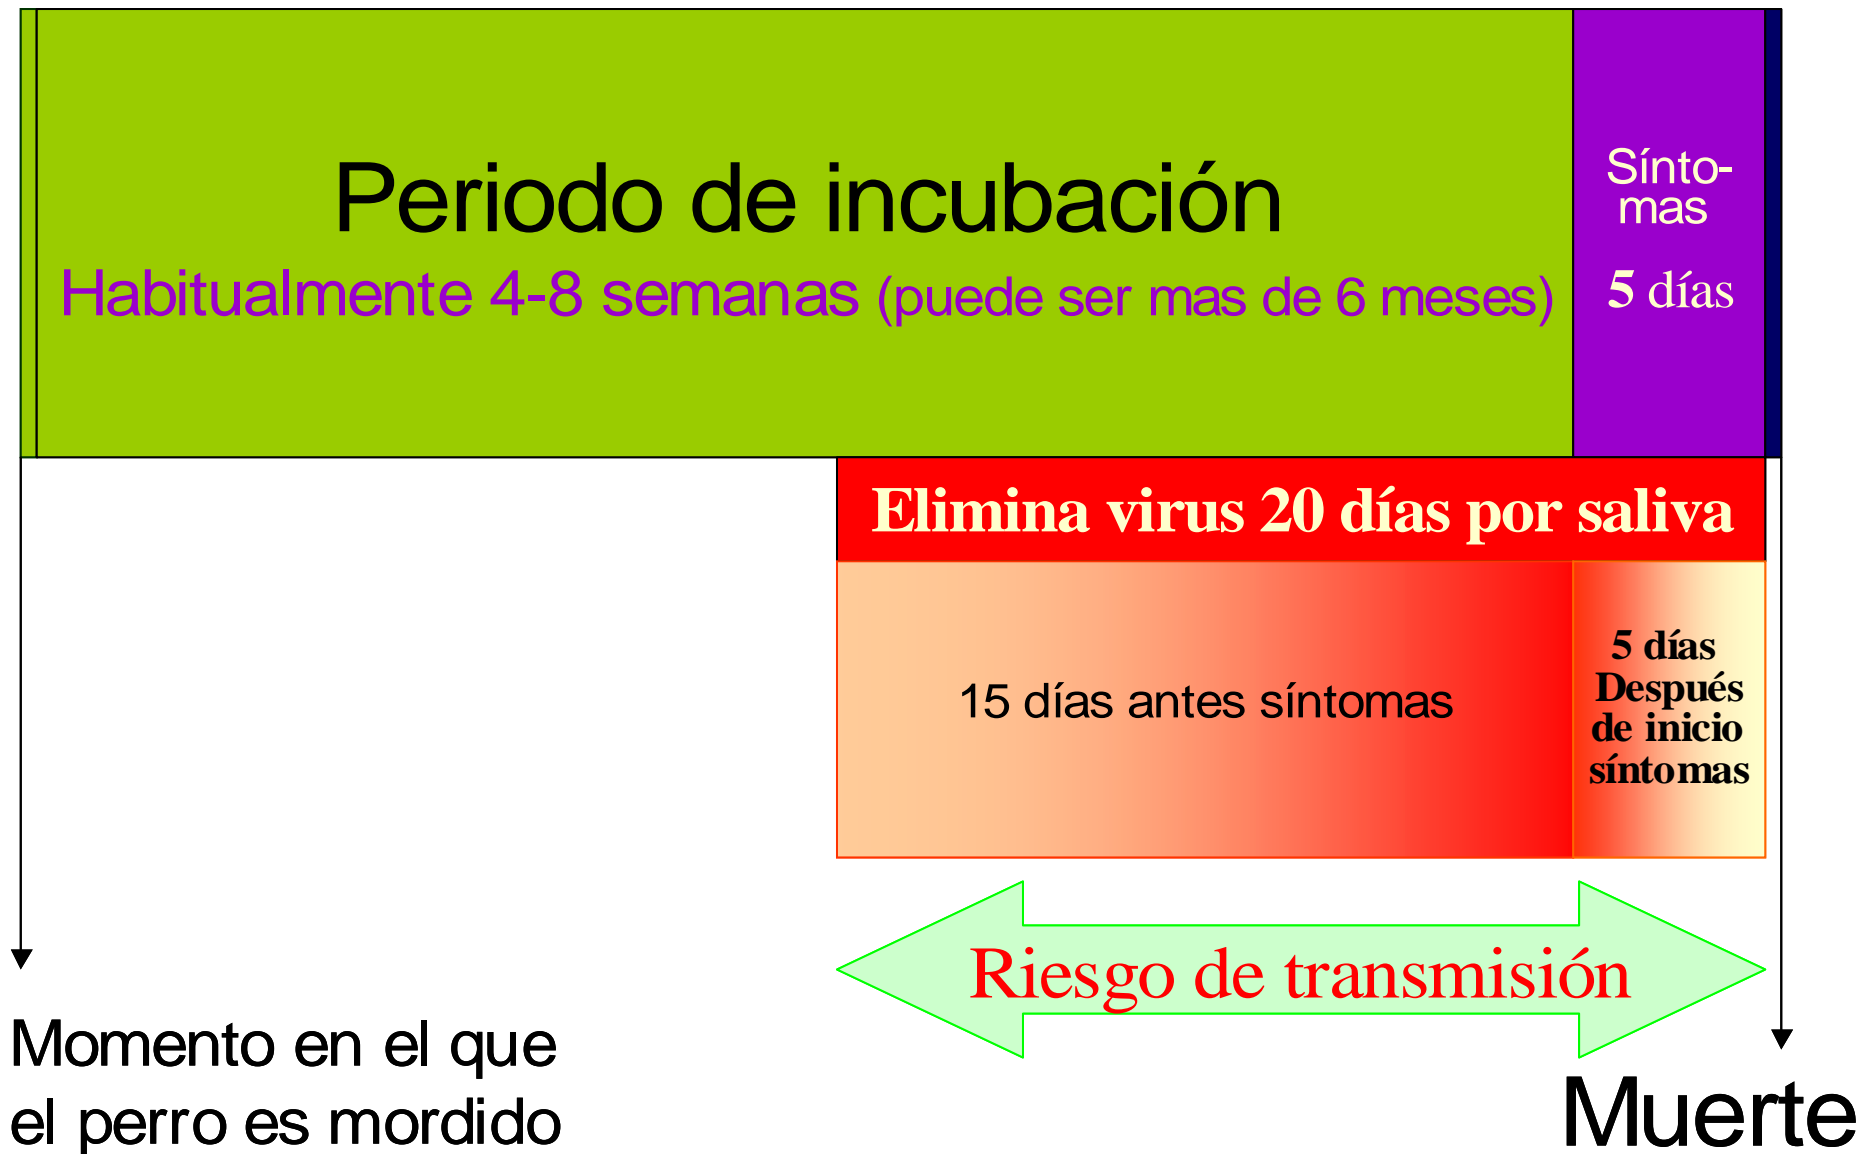 Periodo de incubación
Habitualmente 4-8 semanas (puede ser mas de 6 meses)
Sínto-
mas
5 días
Elimina virus 20 días por saliva
15 días antes síntomas
5 días
Después
de inicio
síntomas
Riesgo de transmisión
Momento en el que
el perro es mordido
Muerte